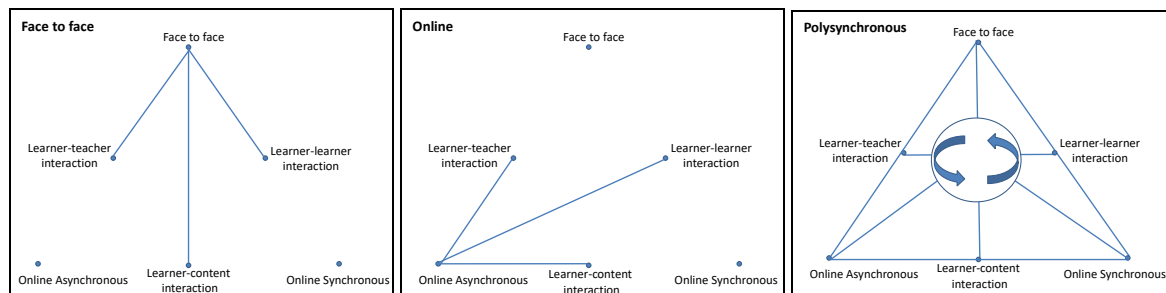 Face to face
Face to face
Learner-teacher
interaction
Learner-learner
interaction
Online Asynchronous
Learner-content
interaction
Online Synchronous
Online
Face to face
Learner-teacher
interaction
Learner-learner
interaction
Online Asynchronous
Learner-content
interaction
Online Synchronous
Polysynchronous
Face to face
Learner-teacher
interaction
Learner-learner
interaction
Online Asynchronous
Learner-content
interaction
Online Synchronous